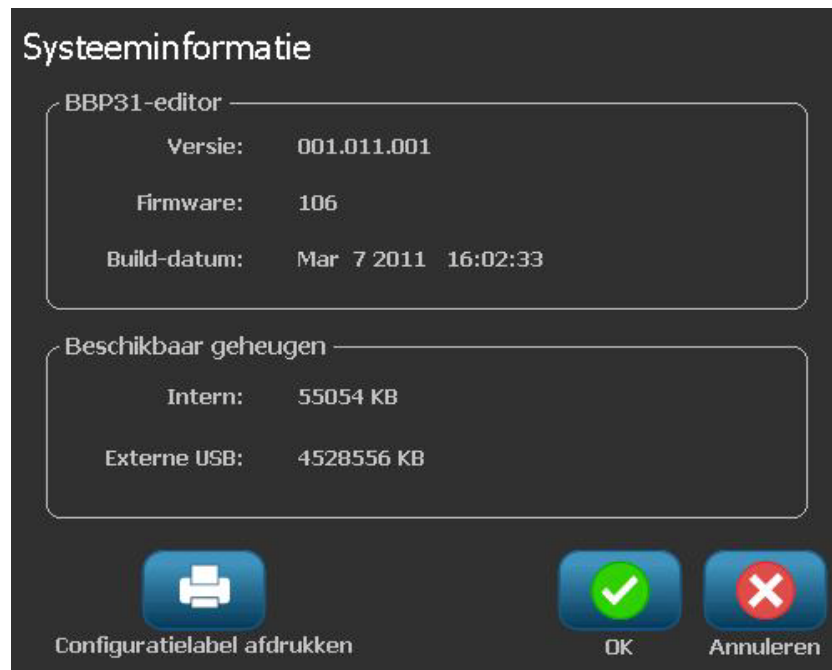 Systeeminformatie
BBP31-editor
Versie: 001.011.001
Firmware: 106
Build-datum: Mar 7 2011 16:02:33
Beschikbaar geheugen
Intern: 55054 KB
Externe USB: 4528556 KB
Configuratielabel afdrukken OK Annuleren